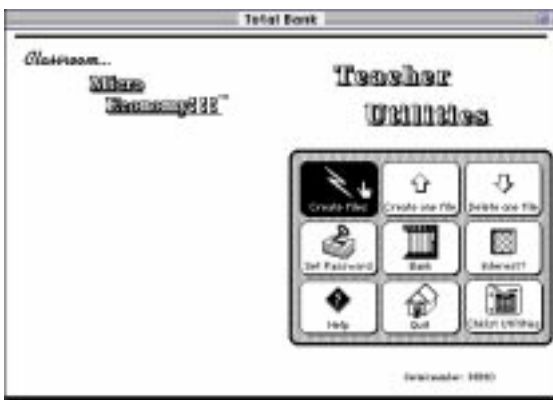 Total Bank
Classroom...
Micro
Economy!!!™
Teacher
Utilities
Create Files
Create one file
Delete one file
Set Password
Bank
Interest??
Help
Quit
Utilities